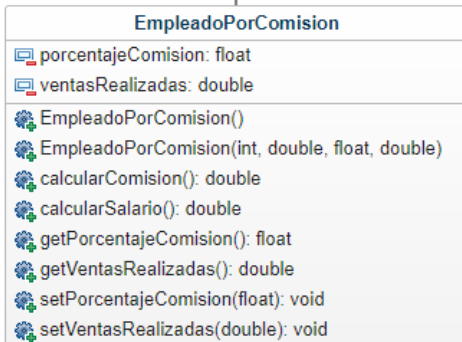 EmpleadoPorComision
porcentajeComision: float
ventasRealizadas: double
EmpleadoPorComision()
EmpleadoPorComision(int, double, float, double)
calcularComision(): double
calcularSalario(): double
getPorcentajeComision(): float
getVentasRealizadas(): double
setPorcentajeComision(float): void
setVentasRealizadas(double): void